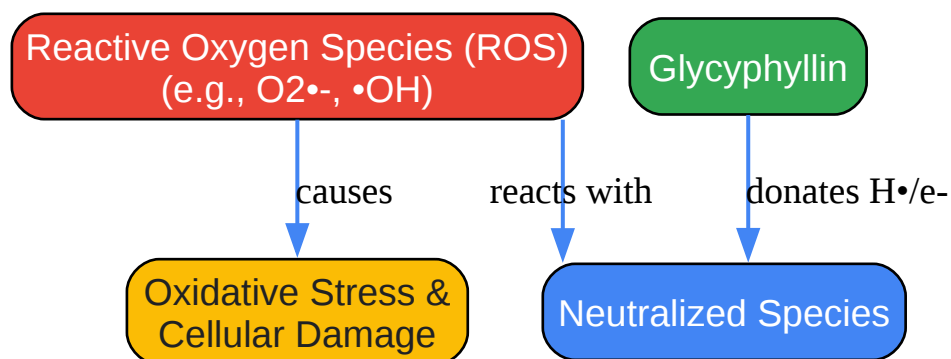 Reactive Oxygen Species (ROS)
(e.g., O2•-, •OH)
Glycyphyllin
causes
reacts with
donates H•/e-
Oxidative Stress &
Cellular Damage
Neutralized Species